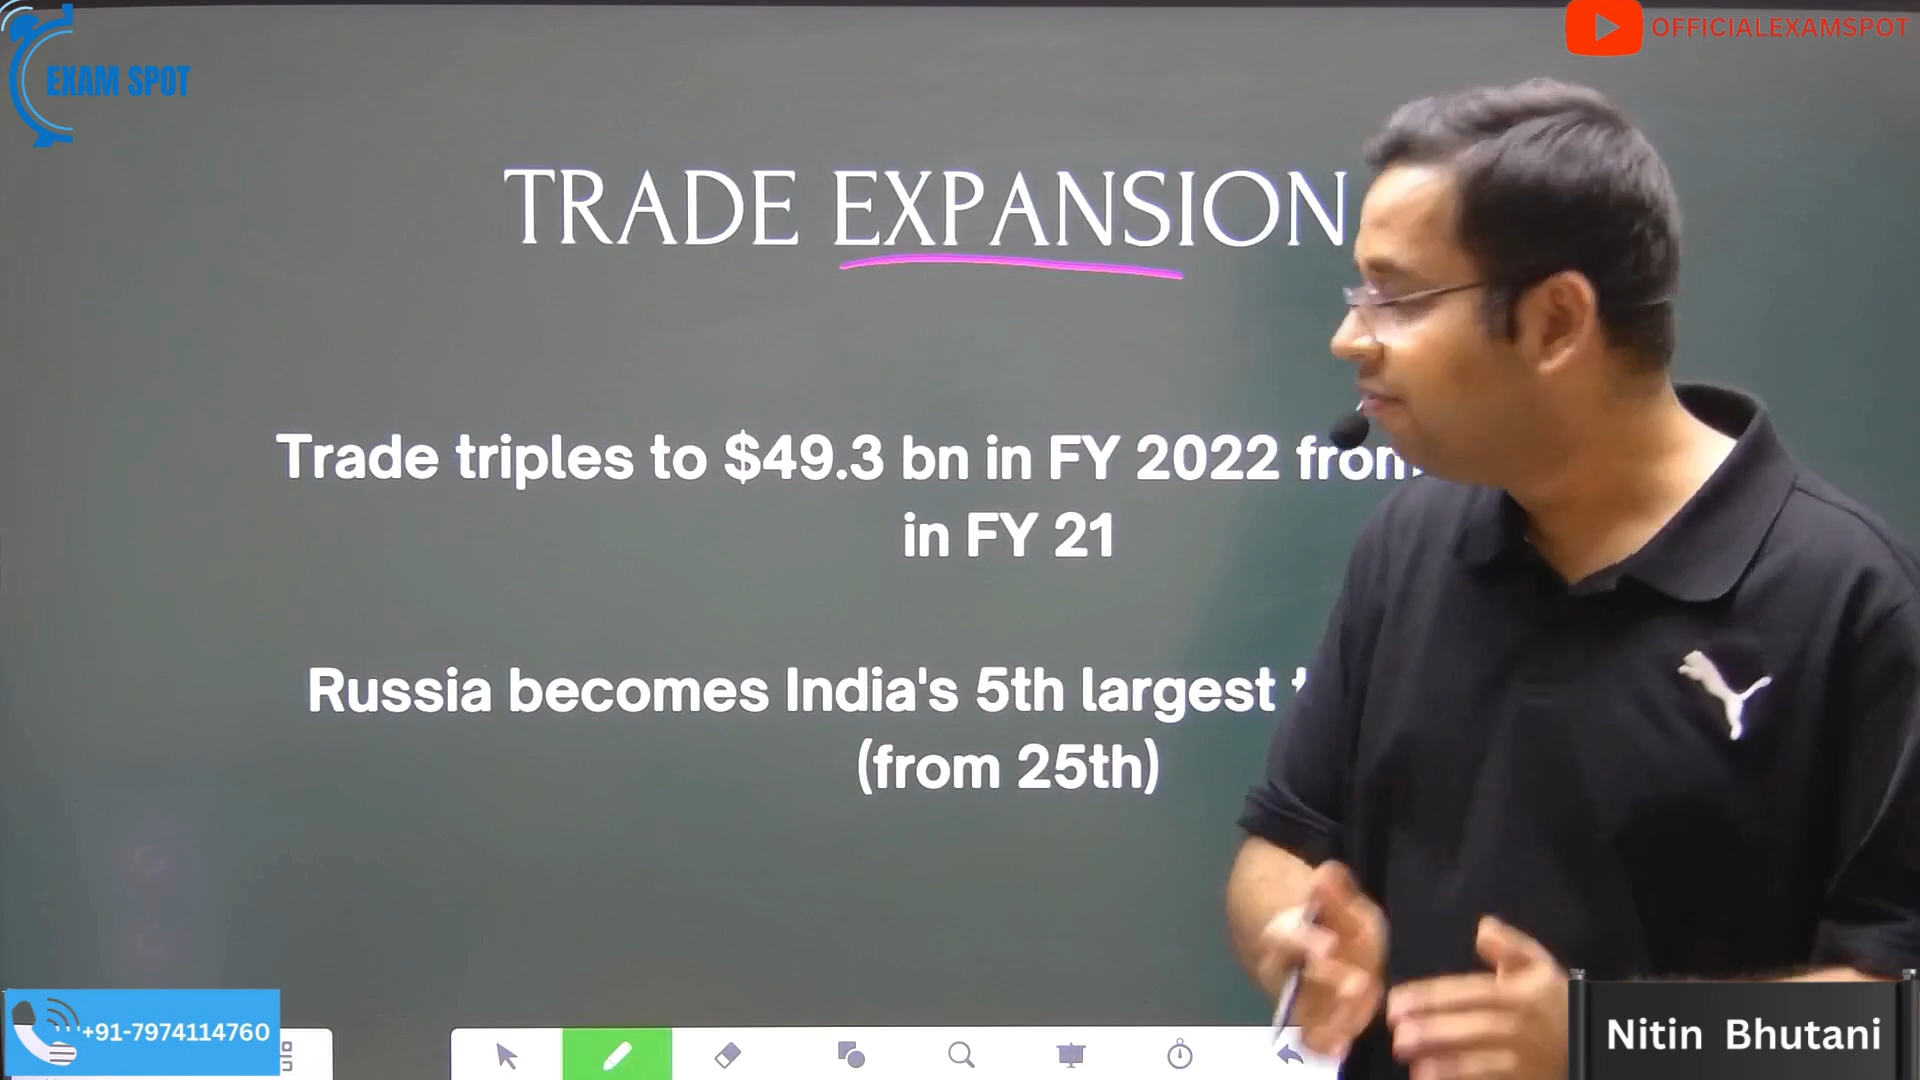 EXAM SPOT
OFFICIALEXAMSPOT
TRADE EXPANSION
Trade triples to $49.3 bn in FY 2022 from
in FY 21
Russia becomes India's 5th largest
(from 25th)
+91-7974114760
Nitin Bhutani